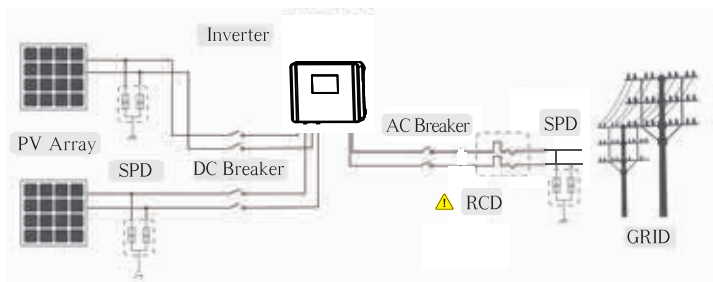 Inverter
AC Breaker
SPD
PV Array
SPD
DC Breaker
RCD
GRID